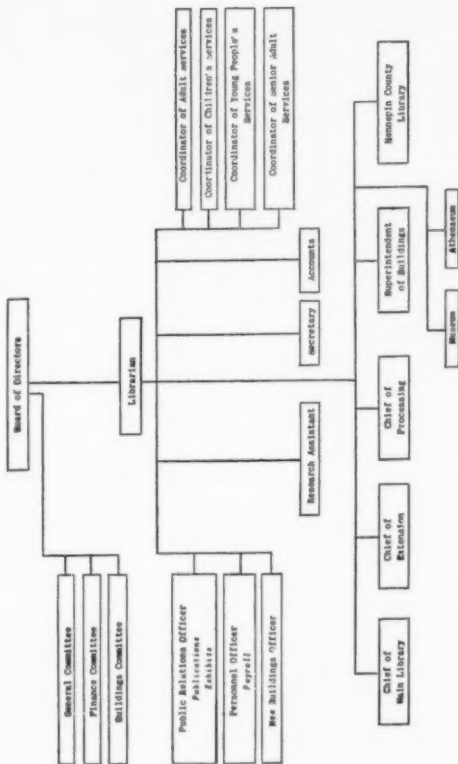 Board of Directors
General Committee
Finance Committee
Buildings Committee
Librarian
Public Relations Officer
Publications
Exhibits
Personnel Officer
Payroll
New Buildings Officer
Research Assistant
Secretary
Accounts
Coordinator of Adult Services
Coordinator of Children's Services
Coordinator of Young People's
Services
Coordinator of Senior Adult
Services
Chief of
Main Library
Chief of
Extension
Chief of
Processing
Superintendent
of Buildings
Hennepin County
Library
Museum
Athenaeum